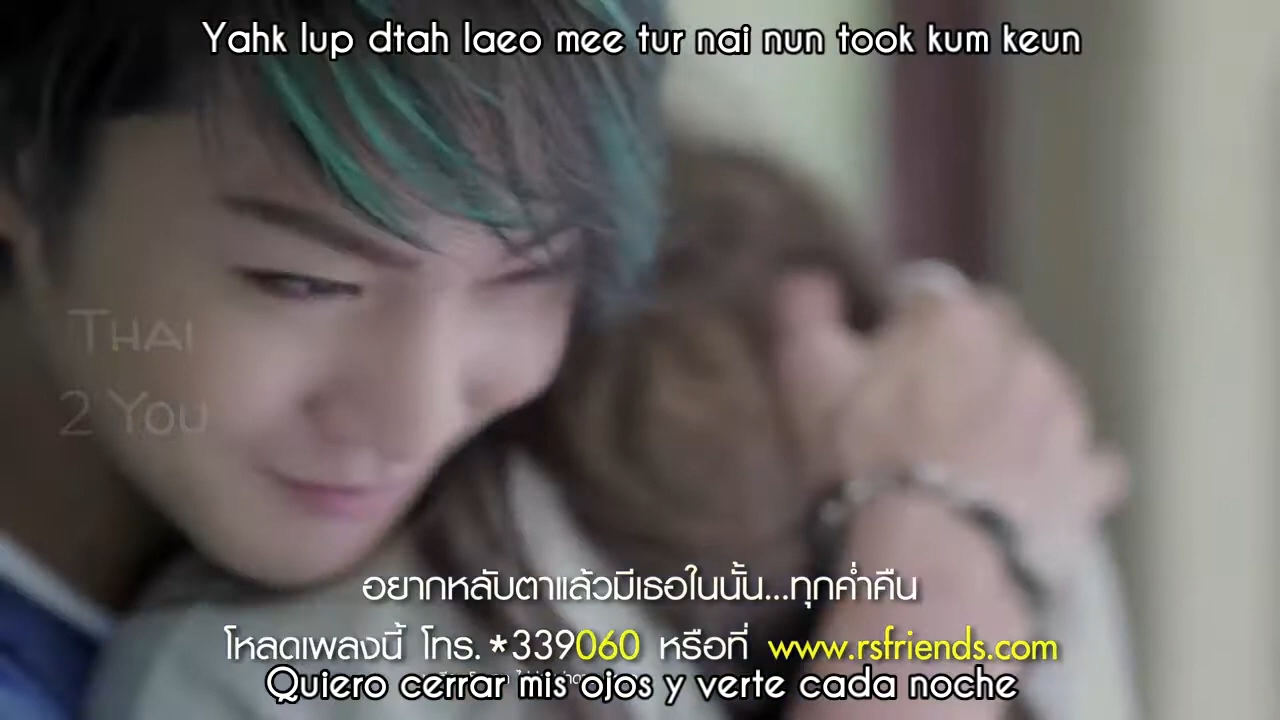 Yahk lup dtah laeo mee tur nai nun took kum keun
THAI
2 YOU
อยากหลับตาแล้วมีเธอในนั้น...ทุกค่ำคืน
โหลดเพลงนี้ โทร. *339060 หรือที่ www.rsfriends.com
Quiero cerrar mis ojos y verte cada noche